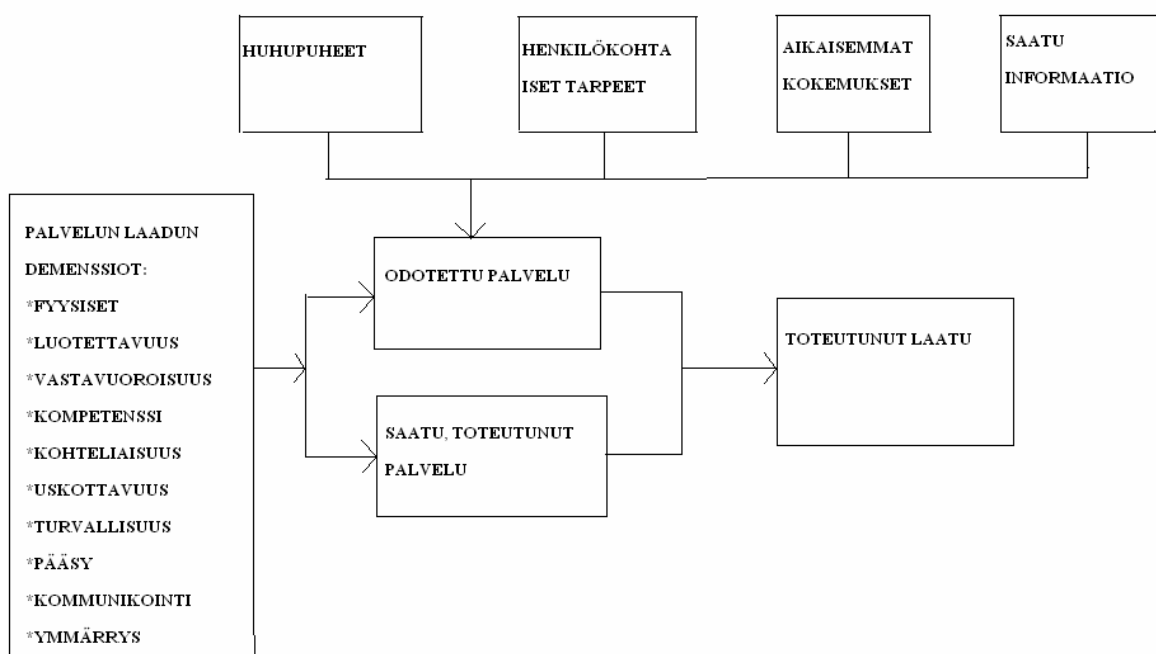 HUHUPUHEET
HENKILÖKOHTA
ISET TARPEET
AIKAISEMMAT
KOKEMUKSET
SAATU
INFORMAATIO
PALVELUN LAADUN
DEMENSSIOT:
*FYYSISET
*LUOTETTAVUUS
*VASTAVUOROISUUS
*KOMPETENSSI
*KOHTELIAISUUS
*USKOTTAVUUS
*TURVALLISUUS
*PÄÄSY
*KOMMUNIKOINTI
*YMMÄRRYS
ODOTETTU PALVELU
SAATU, TOTEUTUNUT
PALVELU
TOTEUTUNUT LAATU